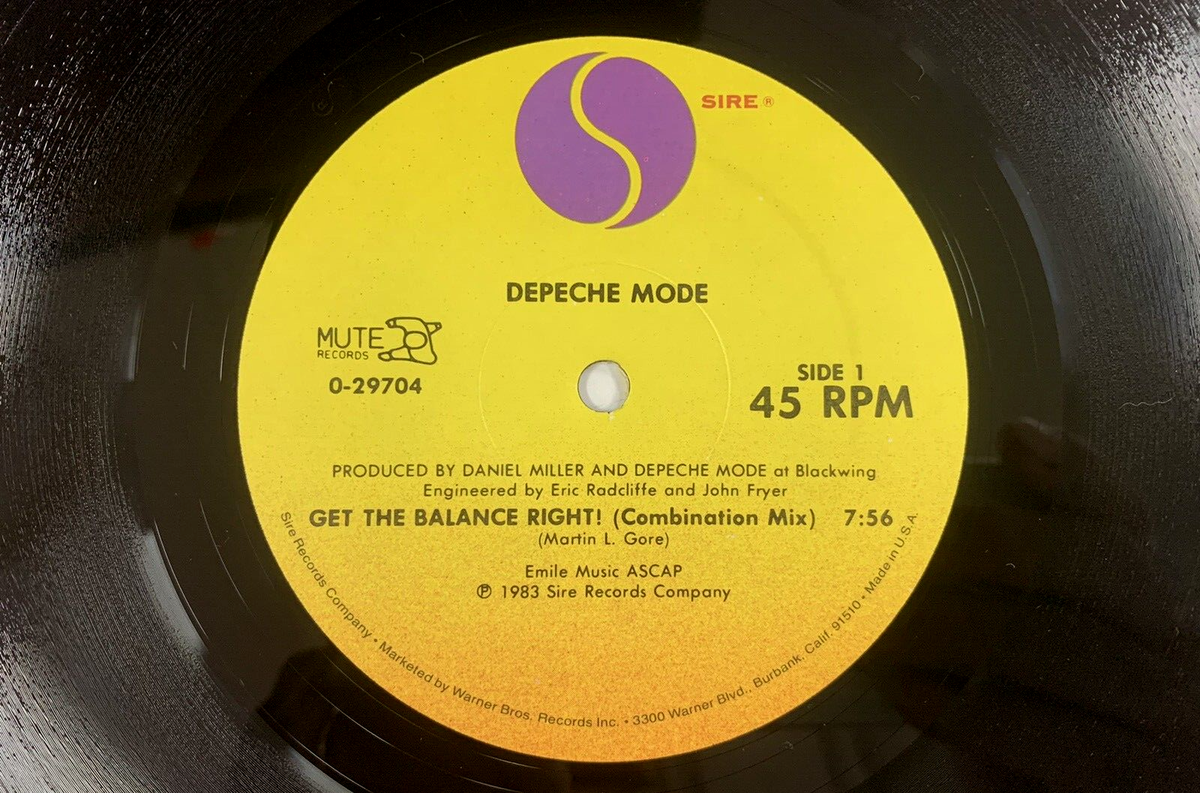 SIRE ®
DEPECHE MODE
MUTE
RECORDS
0-29704
SIDE 1
45 RPM
PRODUCED BY DANIEL MILLER AND DEPECHE MODE at Blackwing
Engineered by Eric Radcliffe and John Fryer
GET THE BALANCE RIGHT! (Combination Mix) 7:56
(Martin L. Gore)
Emile Music ASCAP
℗ 1983 Sire Records Company
Sire Records Company • Marketed by Warner Bros. Records Inc. • 3300 Warner Blvd., Burbank, Calif. 91510 • Made in U.S.A.